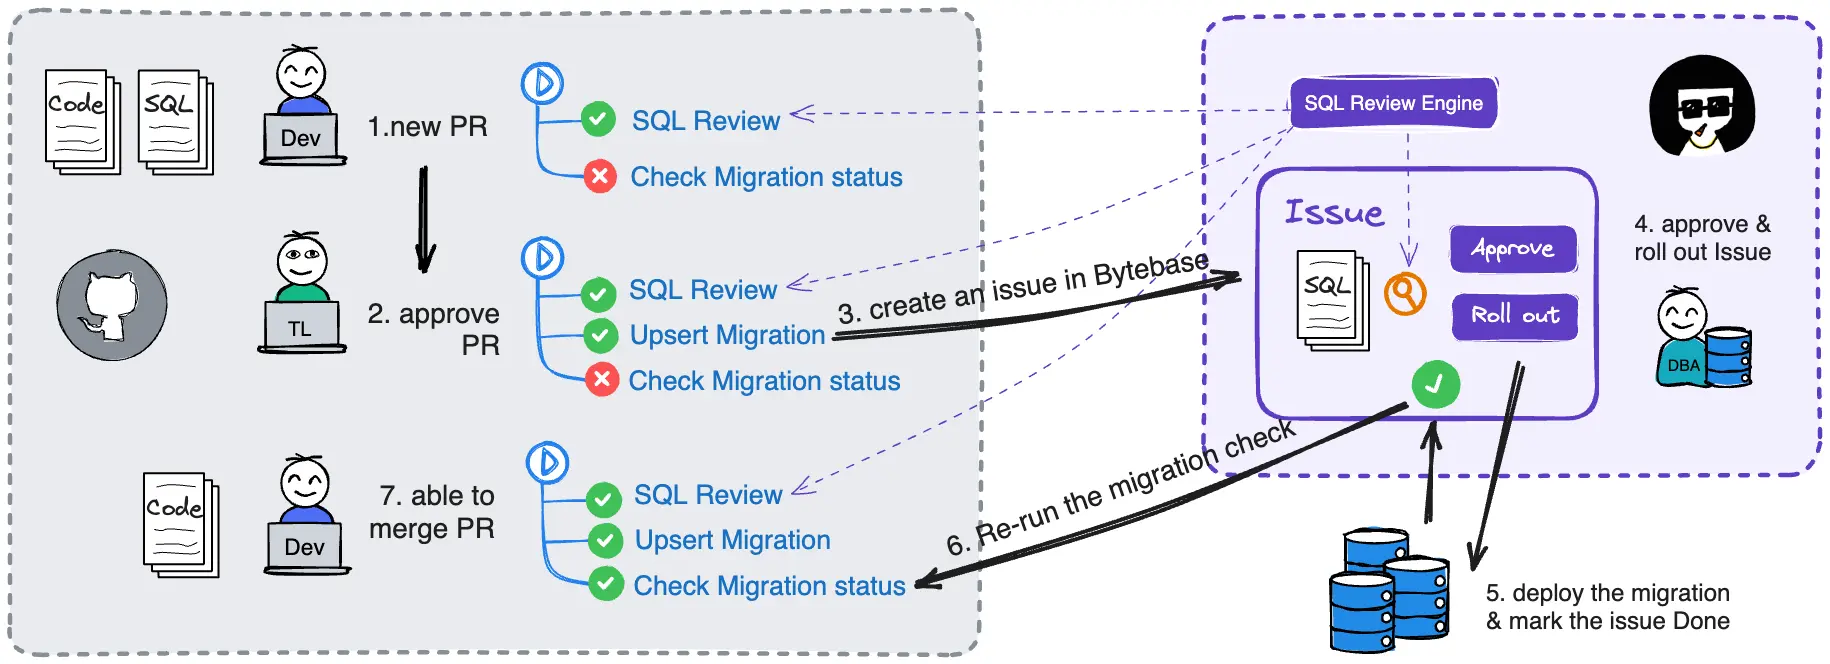 Code
SQL
Dev
1.new PR
SQL Review
Check Migration status
TL
2. approve
PR
SQL Review
Upsert Migration
Check Migration status
3. create an issue in Bytebase
SQL Review Engine
Issue
SQL
Approve
Roll out
4. approve &
roll out Issue
DBA
5. deploy the migration
& mark the issue Done
6. Re-run the migration check
Code
Dev
7. able to
merge PR
SQL Review
Upsert Migration
Check Migration status